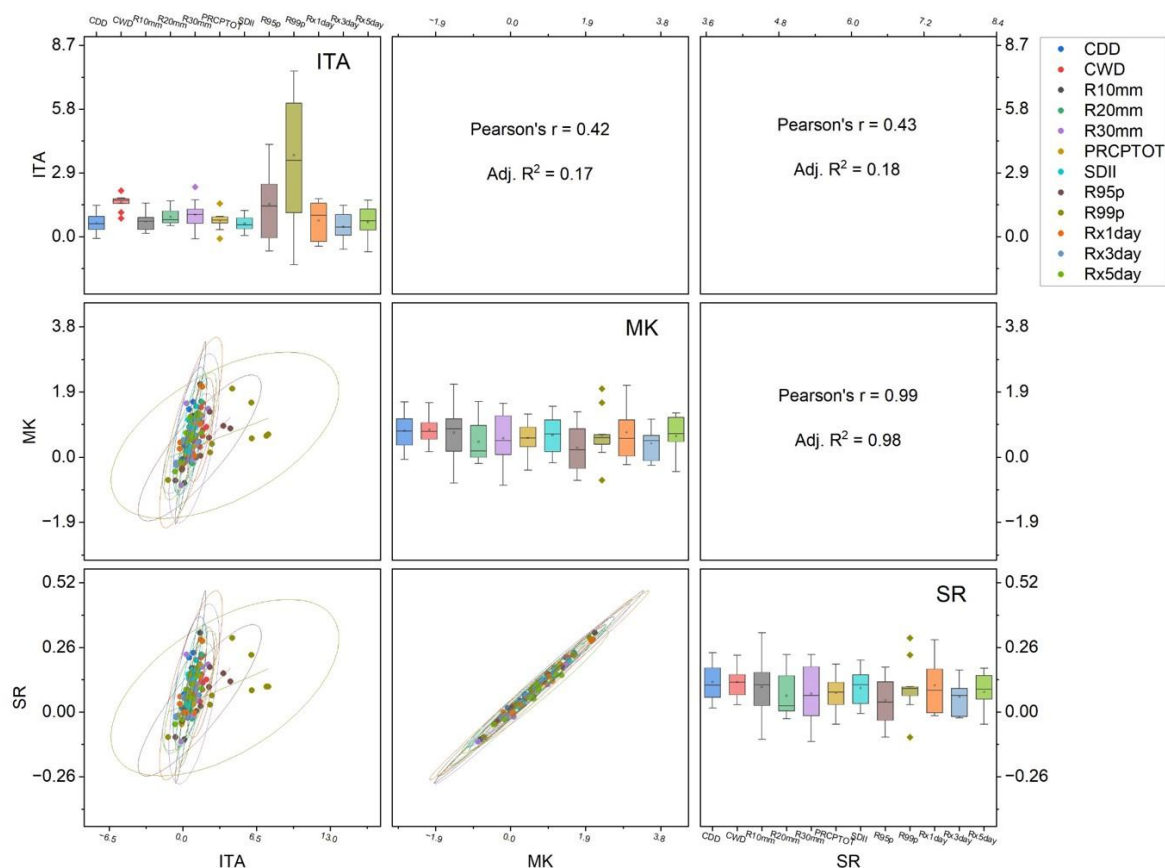 CDD CWD R10mm R20mm R30mm PRCPTOT SDII R95p R99p Rx1day Rx3day Rx5day
−1.9 0.0 1.9 3.8
3.6 4.8 6.0 7.2 8.4
8.7
5.8
2.9
0.0
ITA
ITA
Pearson's r = 0.42
Adj. R² = 0.17
Pearson's r = 0.43
Adj. R² = 0.18
8.7
5.8
2.9
0.0
CDD
CWD
R10mm
R20mm
R30mm
PRCPTOT
SDII
R95p
R99p
Rx1day
Rx3day
Rx5day
3.8
1.9
0.0
−1.9
MK
MK
Pearson's r = 0.99
Adj. R² = 0.98
3.8
1.9
0.0
−1.9
0.52
0.26
0.00
−0.26
SR
SR
0.52
0.26
0.00
−0.26
−6.5 0.0 6.5 13.0
−1.9 0.0 1.9 3.8
CDD CWD R10mm R20mm R30mm PRCPTOT SDII R95p R99p Rx1day Rx3day Rx5day
ITA
MK
SR